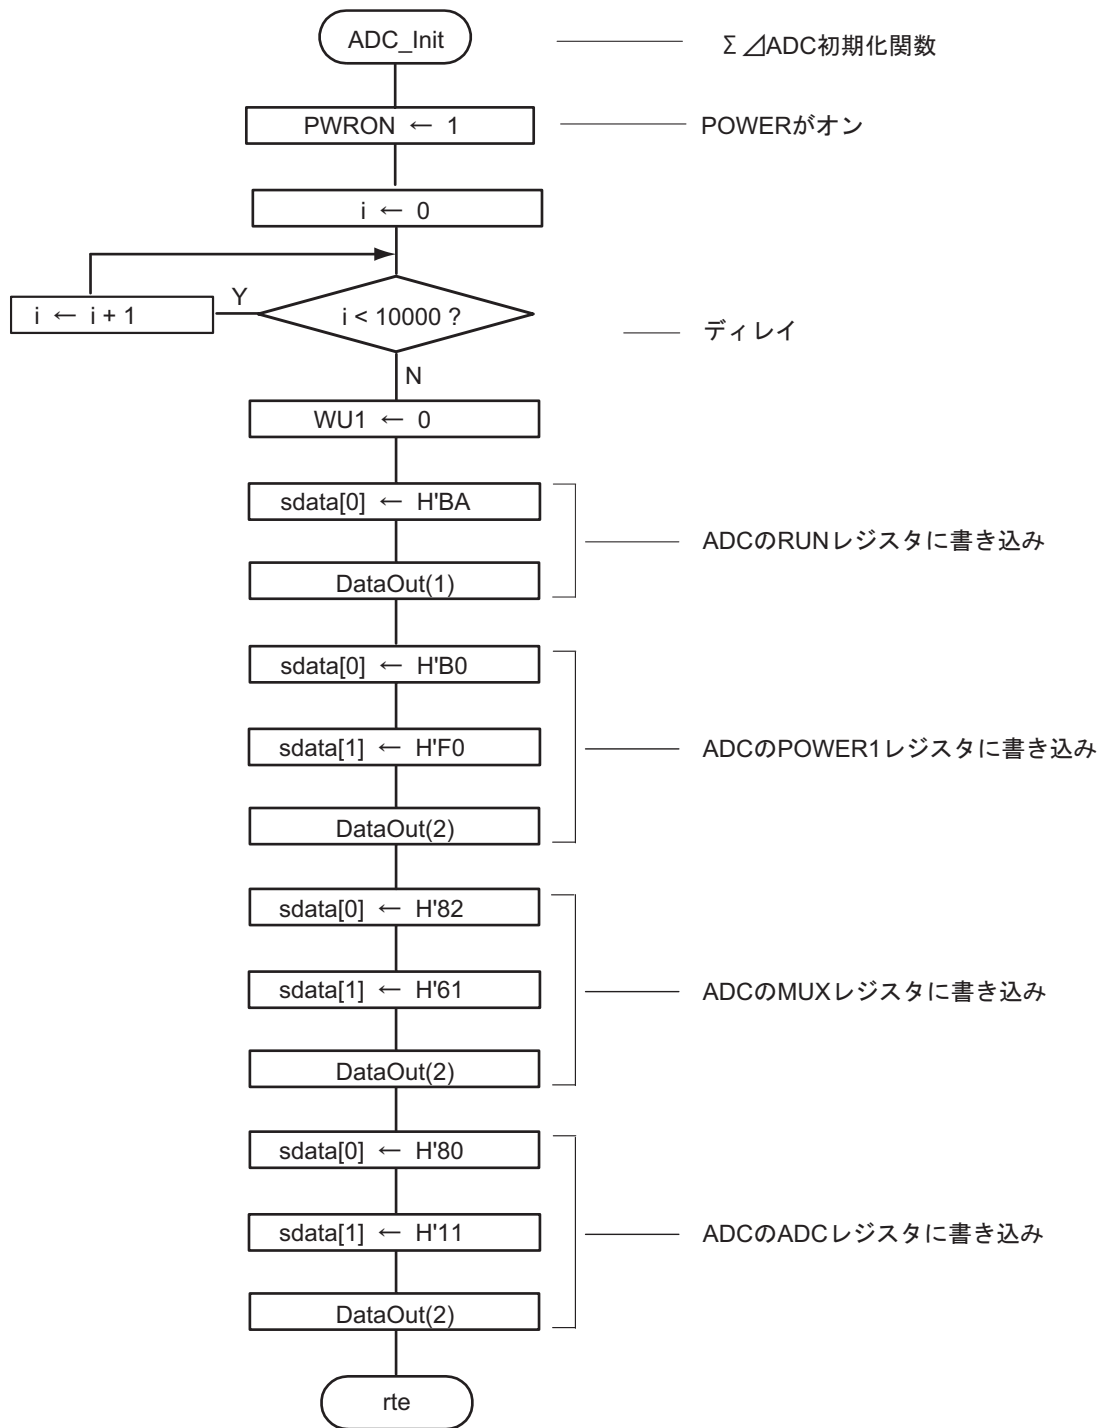 ADC_Init
Σ⊿ADC初期化関数
PWRON ← 1
POWERがオン
i ← 0
i ← i + 1
Y
i < 10000 ?
ディレイ
N
WU1 ← 0
sdata[0] ← H'BA
ADCのRUNレジスタに書き込み
DataOut(1)
sdata[0] ← H'B0
sdata[1] ← H'F0
ADCのPOWER1レジスタに書き込み
DataOut(2)
sdata[0] ← H'82
sdata[1] ← H'61
ADCのMUXレジスタに書き込み
DataOut(2)
sdata[0] ← H'80
sdata[1] ← H'11
ADCのADCレジスタに書き込み
DataOut(2)
rte